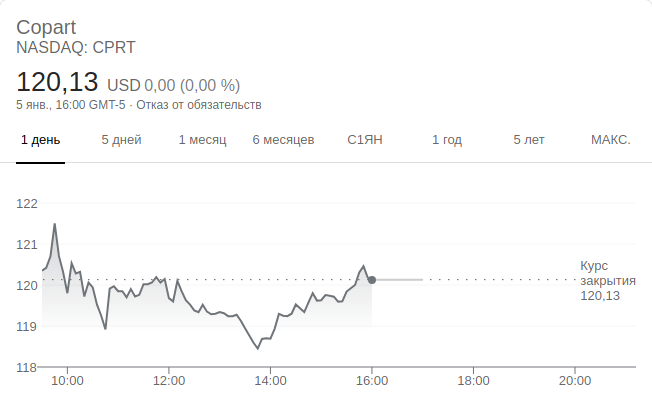 Copart
NASDAQ: CPRT
120,13 USD 0,00 (0,00 %)
5 янв., 16:00 GMT-5 · Отказ от обязательств
1 день 5 дней 1 месяц 6 месяцев С1ЯН 1 год 5 лет МАКС.
122
121
120
119
118
Курс
закрытия
120,13
10:00 12:00 14:00 16:00 18:00 20:00